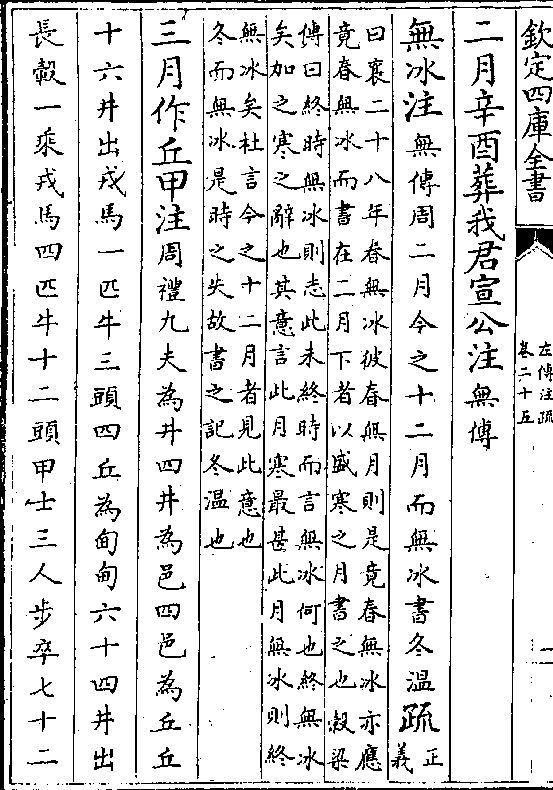 欽定四庫全書
左傳注疏
卷二十五
一
二月辛酉葬我君宣公注無傳
無冰注無傳周二月今之十二月而無冰書冬溫疏正
義
曰襄二十八年春無冰彼春無月則是竟春無冰亦應
竟春無冰而書在二月下者以盛寒之月書之也穀梁
傳曰終時無冰則志此未終時而言無冰何也終無冰
矣加之寒之辭也其意言此月寒最甚此月無冰則終
無冰矣杜言今之十二月者見此意也
冬而無冰是時之失故書之記冬溫也
三月作丘甲注周禮九夫為井四井為邑四邑為丘丘
十六井出戎馬一匹牛三頭四丘為甸甸六十四井出
長轂一乘戎馬四匹牛十二頭甲士三人步卒七十二